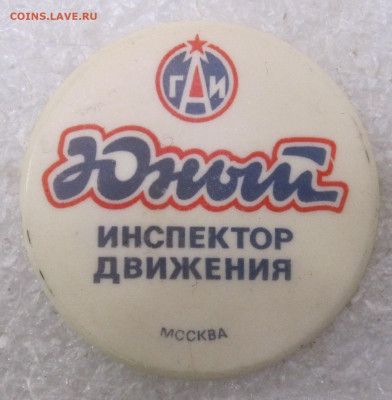 COINS.LAVE.RU
ГАИ
Юный
ИНСПЕКТОР
ДВИЖЕНИЯ
МОСКВА